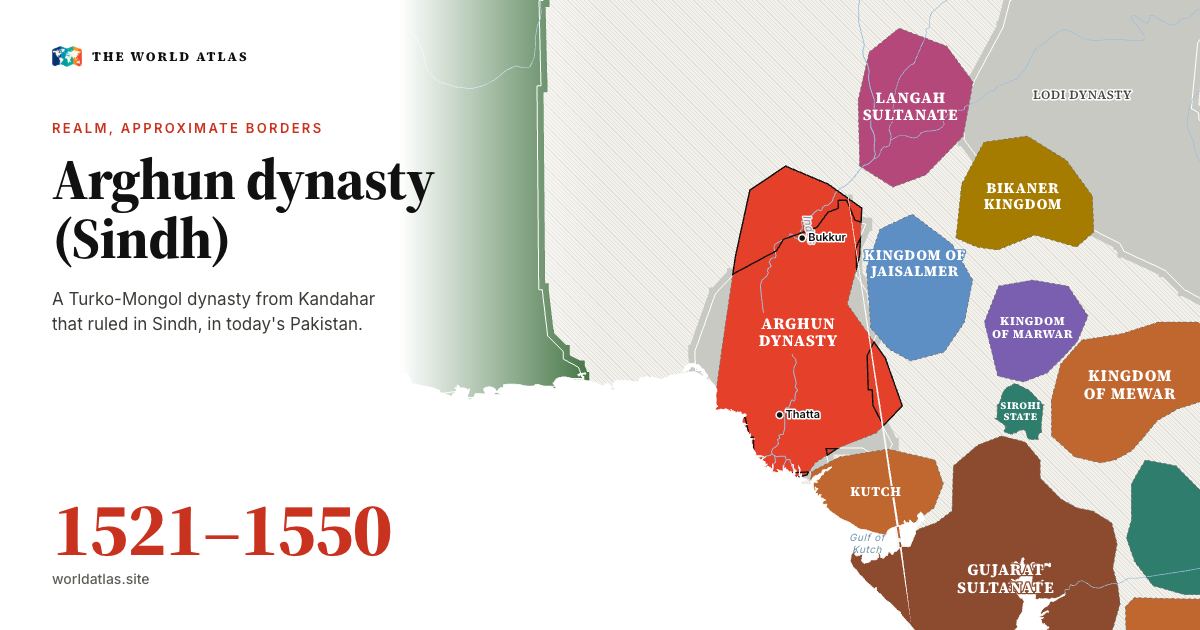 THE WORLD ATLAS
REALM, APPROXIMATE BORDERS
Arghun dynasty
(Sindh)
A Turko-Mongol dynasty from Kandahar
that ruled in Sindh, in today's Pakistan.
1521–1550
worldatlas.site
LANGAH
SULTANATE
LODI DYNASTY
BIKANER
KINGDOM
Bukkur
KINGDOM OF
JAISALMER
ARGHUN
DYNASTY
KINGDOM
OF MARWAR
KINGDOM
OF MEWAR
SIROHI
STATE
Thatta
KUTCH
Gulf of
Kutch
GUJARAT
SULTANATE